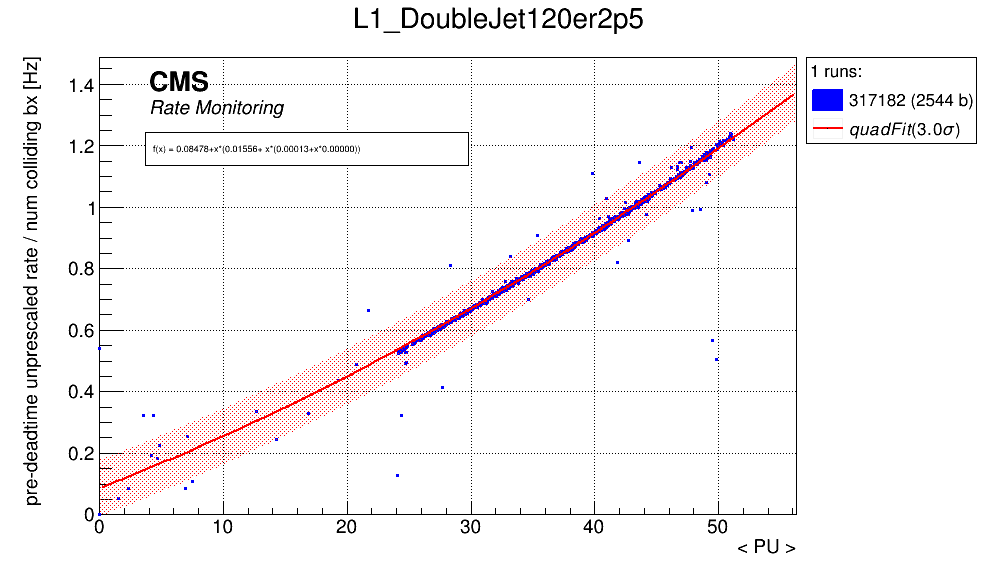 L1_DoubleJet120er2p5
pre-deadtime unprescaled rate / num colliding bx [Hz]
CMS
Rate Monitoring
f(x) = 0.08478+x*(0.01556+ x*(0.00013+x*0.00000))
1.4
1.2
1
0.8
0.6
0.4
0.2
0
0 10 20 30 40 50
< PU >
1 runs:
317182 (2544 b)
quadFit(3.0σ)